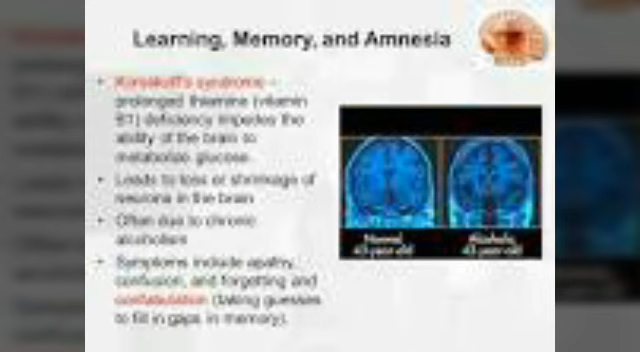 Learning, Memory, and Amnesia
• Korsakoff's syndrome –
prolonged thiamine (vitamin
B1) deficiency impedes the
ability of the brain to
metabolize glucose.
• Leads to loss or shrinkage of
neurons in the brain
• Often due to chronic
alcoholism
• Symptoms include apathy,
confusion, and forgetting and
confabulation (taking guesses
to fill in gaps in memory).
Normal,
43 year old
Alcoholic,
43 year old